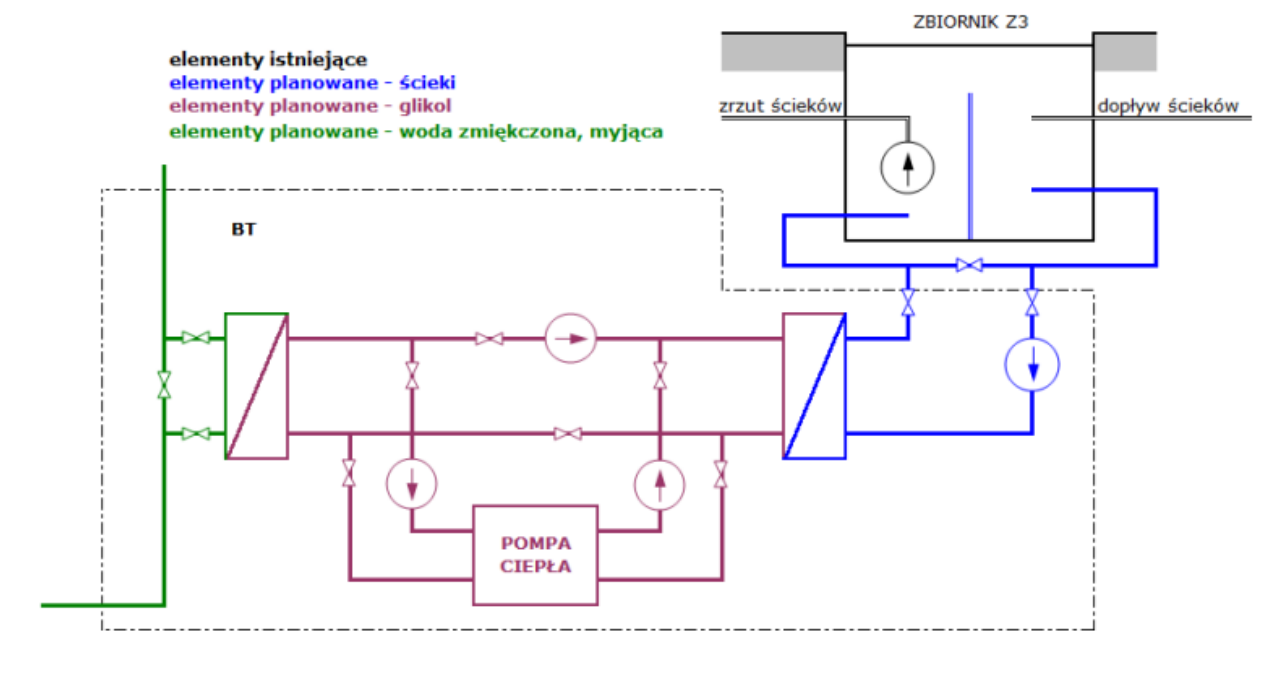 ZBIORNIK Z3
elementy istniejące
elementy planowane - ścieki
elementy planowane - glikol
elementy planowane - woda zmiękczona, myjąca
zrzut ścieków
dopływ ścieków
BT
POMPA
CIEPŁA